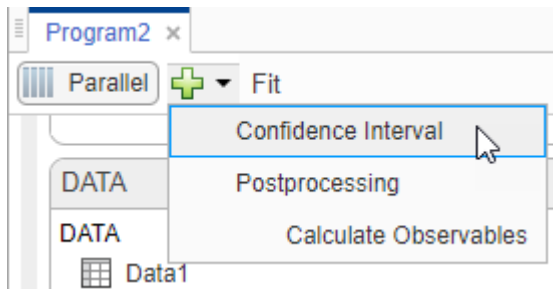 Program2 ×
Parallel Fit
Confidence Interval
DATA Postprocessing
DATA Calculate Observables
Data1